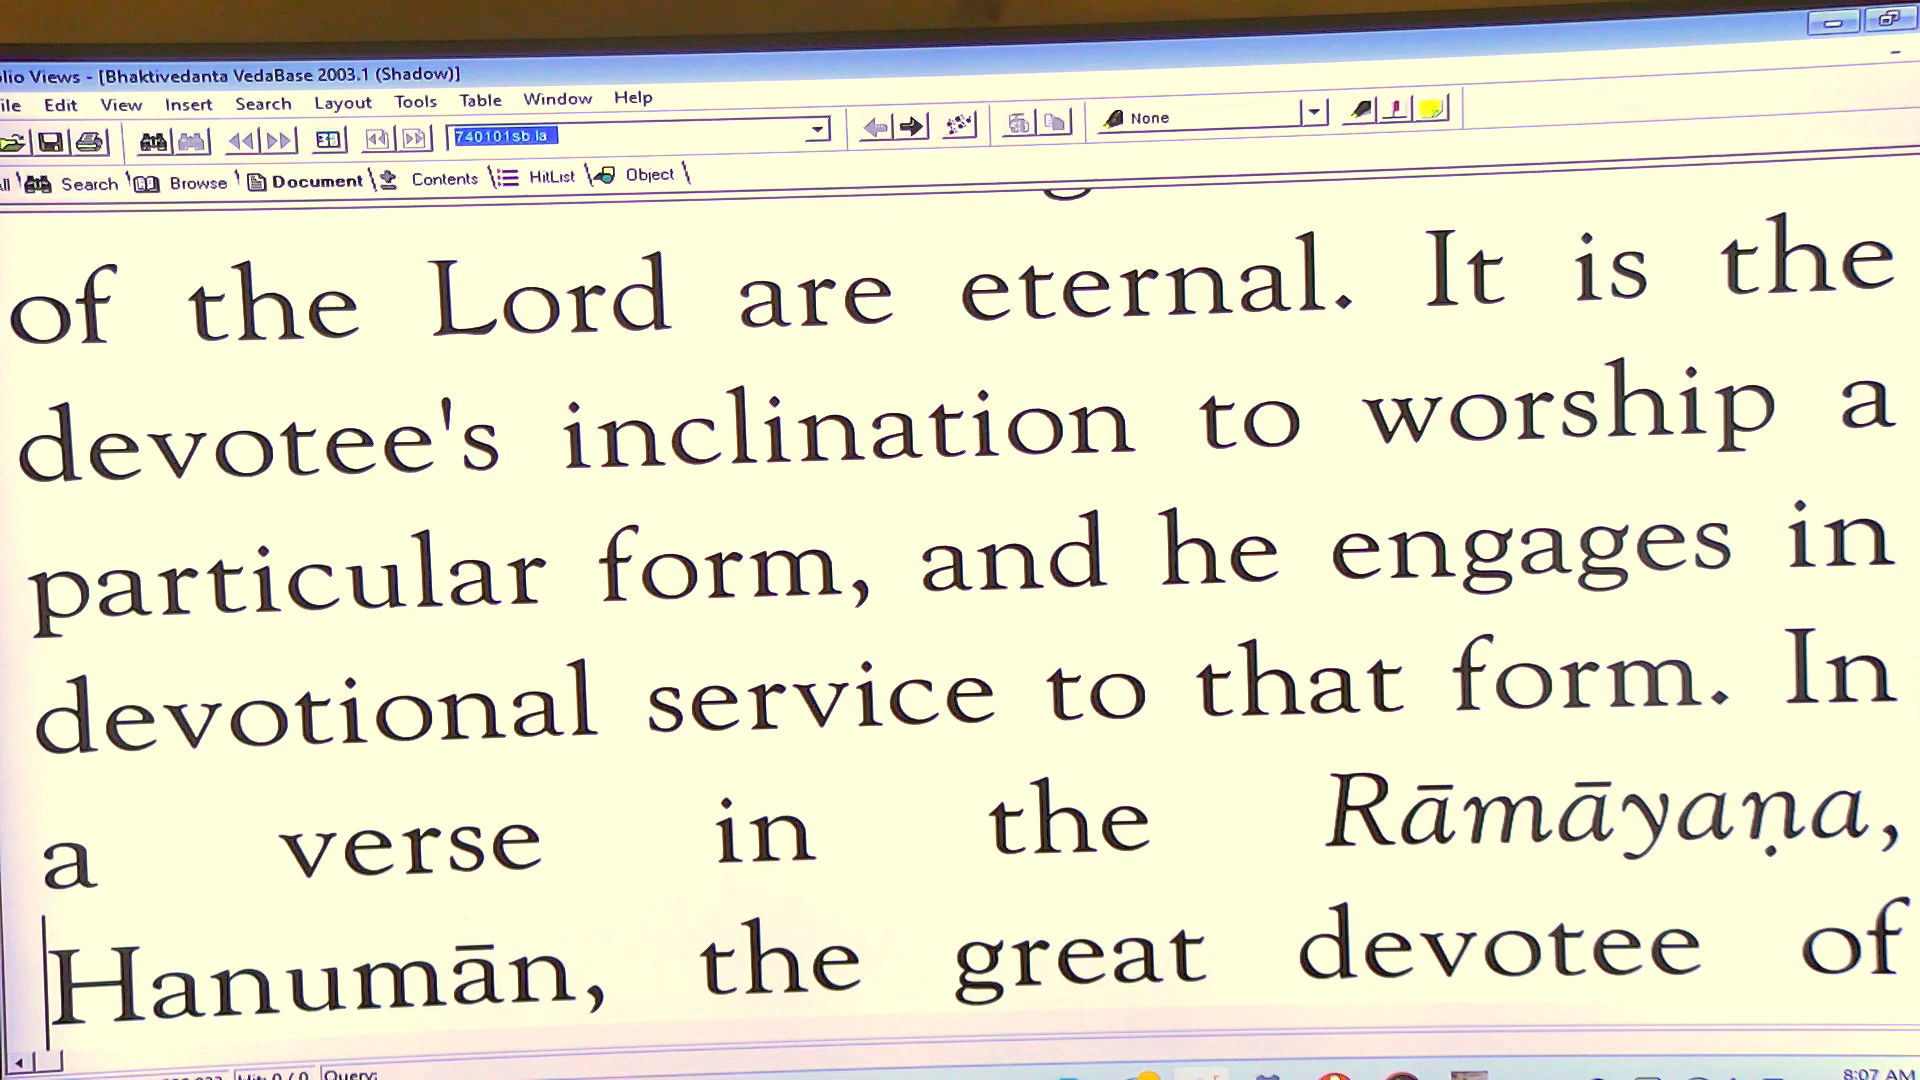 lio Views - [Bhaktivedanta VedaBase 2003.1 (Shadow)]
ile Edit View Insert Search Layout Tools Table Window Help
740101sb la
None
ll Search Browse Document Contents HitList Object
of the Lord are eternal. It is the
devotee's inclination to worship a
particular form, and he engages in
devotional service to that form. In
a verse in the Rāmāyaṇa,
Hanumān, the great devotee of
Hit: 0 / 0 Query:
8:07 AM